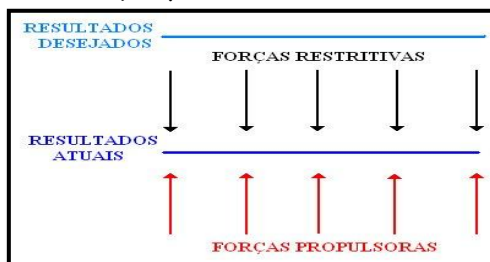 RESULTADOS
DESEJADOS
FORÇAS RESTRITIVAS
RESULTADOS
ATUAIS
FORÇAS PROPULSORAS